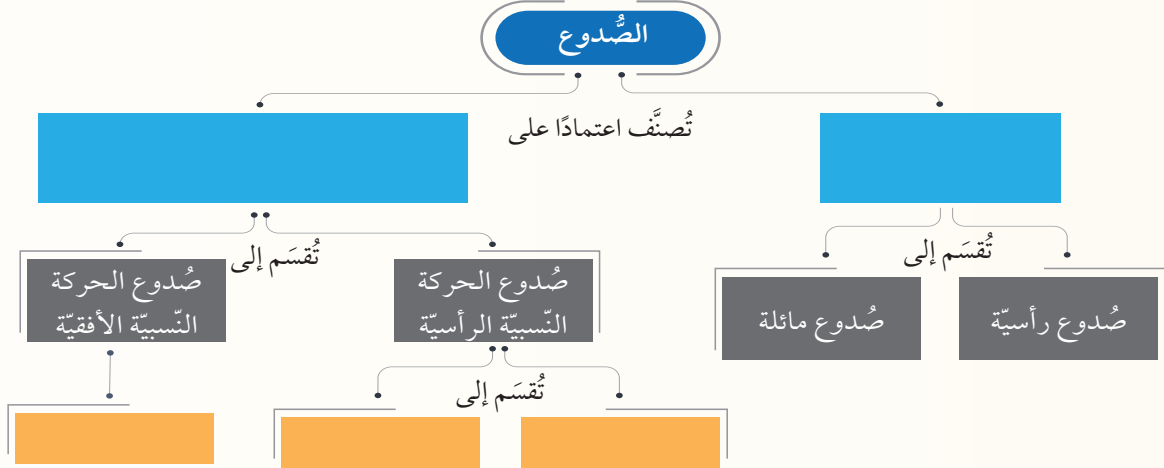 الصُّدوع
تُصنَّف اعتمادًا على
تُقسَم إلى
صُدوع رأسيّة
صُدوع مائلة
تُقسَم إلى
صُدوع الحركة
النّسبيّة الرأسيّة
صُدوع الحركة
النّسبيّة الأفقيّة
تُقسَم إلى